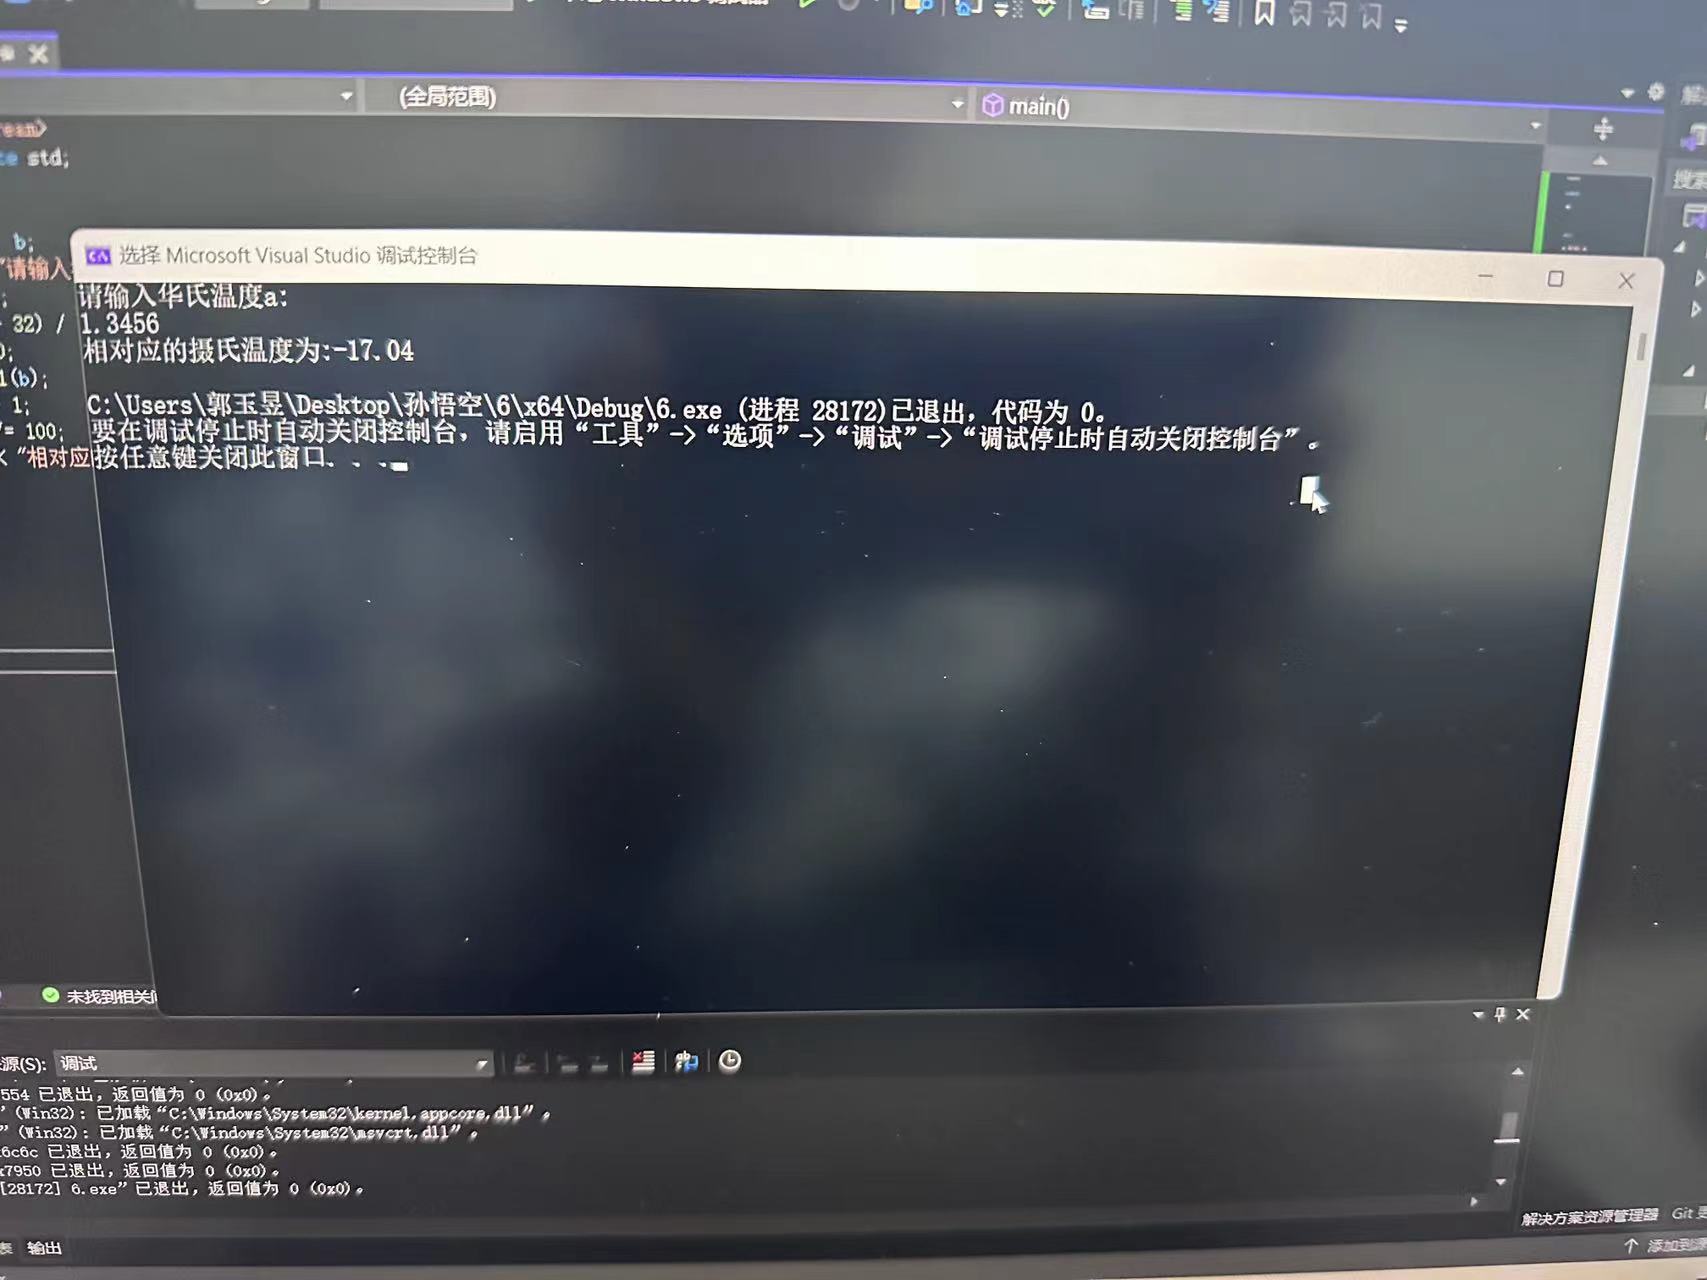 (全局范围)
main()
std;
b;
"请输入
32) /
1(b);
1;
= 100;
"相对应
选择 Microsoft Visual Studio 调试控制台
请输入华氏温度a:
1.3456
相对应的摄氏温度为:-17.04
C:\Users\郭玉昱\Desktop\孙悟空\6\x64\Debug\6.exe (进程 28172)已退出，代码为 0。
要在调试停止时自动关闭控制台，请启用“工具”->“选项”->“调试”->“调试停止时自动关闭控制台”。
按任意键关闭此窗口. . .
搜索
未找到相关
源(S): 调试
554 已退出，返回值为 0 (0x0)。
” (Win32): 已加载“C:\Windows\System32\kernel.appcore.dll”。
” (Win32): 已加载“C:\Windows\System32\msvcrt.dll”。
6c6c 已退出，返回值为 0 (0x0)。
7950 已退出，返回值为 0 (0x0)。
[28172] 6.exe”已退出，返回值为 0 (0x0)。
解决方案资源管理器 Git
表 输出
添加到源